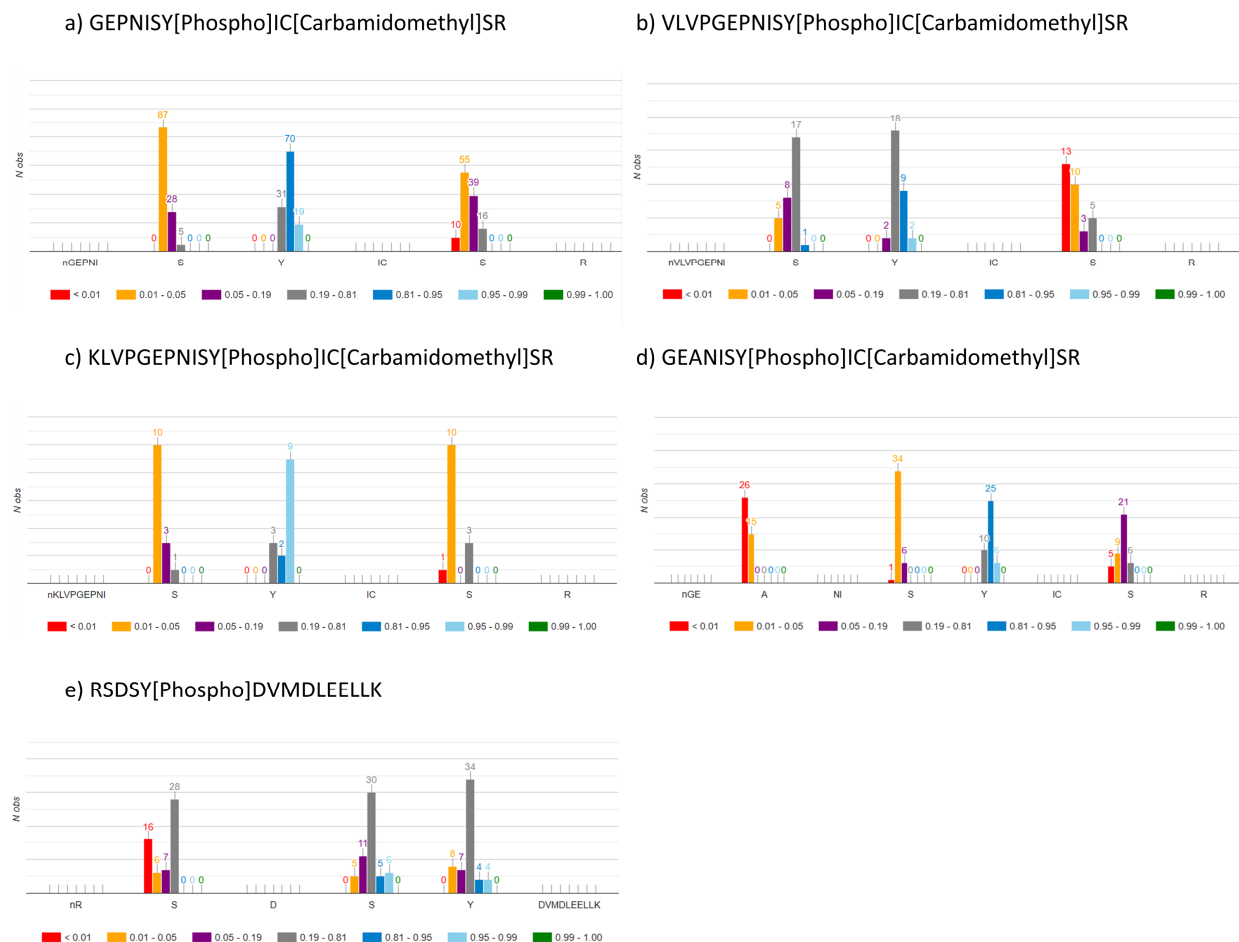 a) GEPNISY[Phospho]IC[Carbamidomethyl]SR
N obs
0 87 28 5 0 0 0
0 0 0 31 70 19 0
10 55 39 16 0 0 0
nGEPNI S Y IC S R
< 0.01 0.01 - 0.05 0.05 - 0.19 0.19 - 0.81 0.81 - 0.95 0.95 - 0.99 0.99 - 1.00
b) VLVPGEPNISY[Phospho]IC[Carbamidomethyl]SR
N obs
0 5 8 17 1 0 0
0 0 2 18 9 2 0
13 10 3 5 0 0 0
nVLVPGEPNI S Y IC S R
< 0.01 0.01 - 0.05 0.05 - 0.19 0.19 - 0.81 0.81 - 0.95 0.95 - 0.99 0.99 - 1.00
c) KLVPGEPNISY[Phospho]IC[Carbamidomethyl]SR
N obs
0 10 3 1 0 0 0
0 0 0 3 2 9 0
1 10 0 3 0 0 0
nKLVPGEPNI S Y IC S R
< 0.01 0.01 - 0.05 0.05 - 0.19 0.19 - 0.81 0.81 - 0.95 0.95 - 0.99 0.99 - 1.00
d) GEANISY[Phospho]IC[Carbamidomethyl]SR
N obs
26 15 0 0 0 0 0
1 34 6 0 0 0 0
0 0 0 10 25 6 0
5 9 21 6 0 0 0
nGE A NI S Y IC S R
< 0.01 0.01 - 0.05 0.05 - 0.19 0.19 - 0.81 0.81 - 0.95 0.95 - 0.99 0.99 - 1.00
e) RSDSY[Phospho]DVMDLEELLK
N obs
16 6 7 28 0 0 0
0 5 11 30 5 6 0
0 8 7 34 4 4 0
nR S D S Y DVMDLEELLK
< 0.01 0.01 - 0.05 0.05 - 0.19 0.19 - 0.81 0.81 - 0.95 0.95 - 0.99 0.99 - 1.00